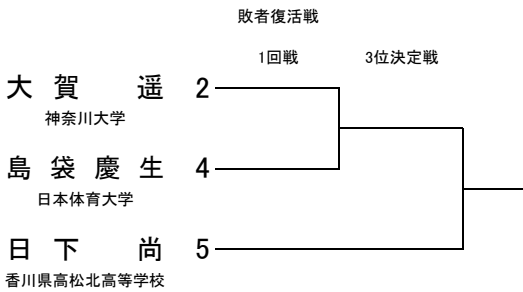 敗者復活戦
1回戦 3位決定戦
大賀 遥 2
神奈川大学
島袋慶生 4
日本体育大学
日下 尚 5
香川県高松北高等学校